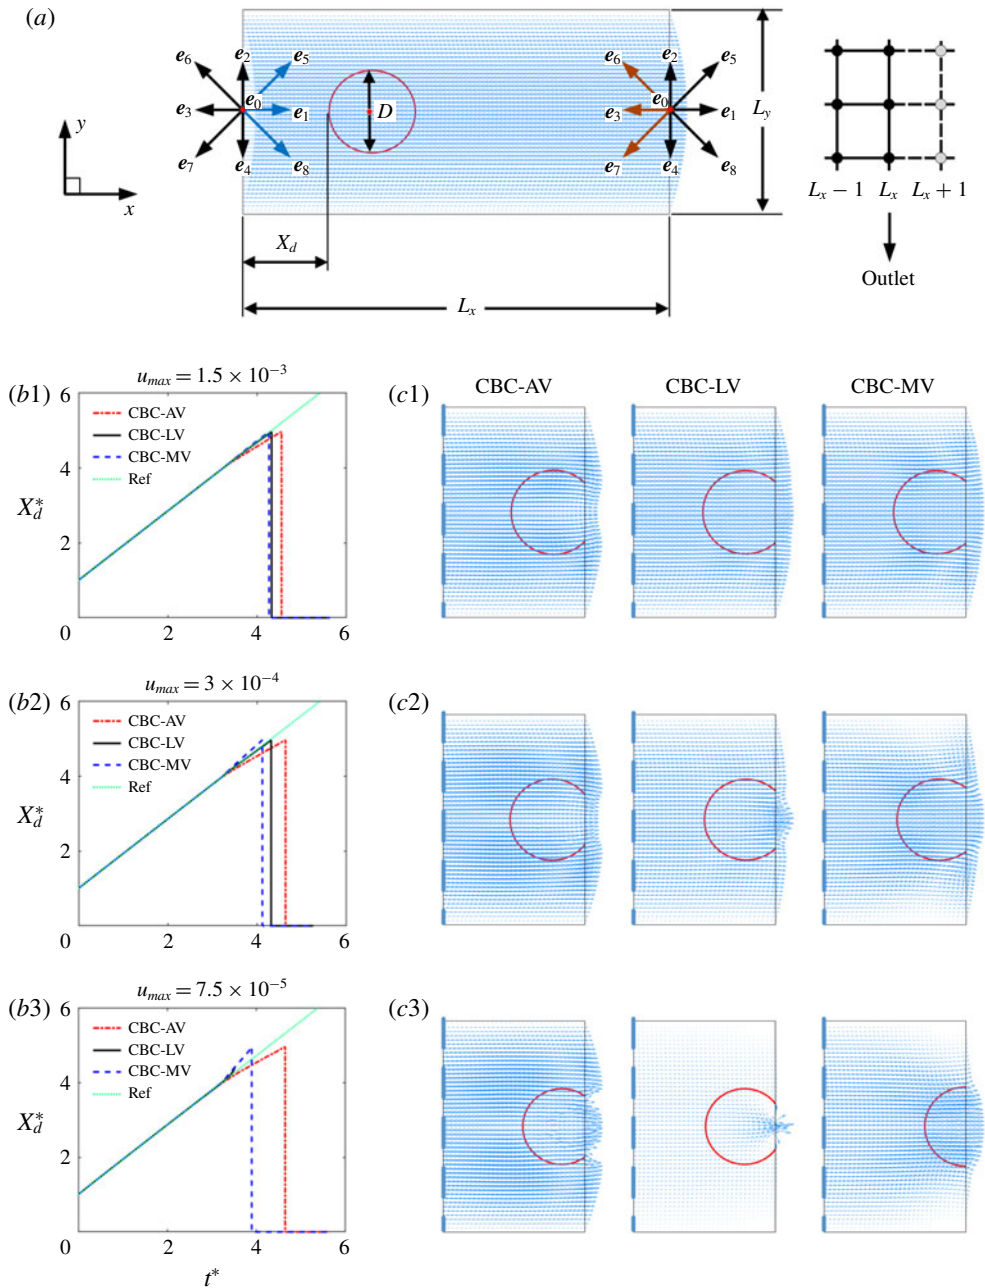 (a)
e6
e2
e5
e3
e0
e1
e7
e4
e8
D
e6
e2
e5
e3
e0
e1
e7
e4
e8
Ly
y
x
Xd
Lx
Lx − 1 Lx Lx + 1
Outlet
(b1) umax = 1.5 × 10−3
6
4
2
0
2
4
6
Xd*
CBC-AV
CBC-LV
CBC-MV
Ref
(c1) CBC-AV CBC-LV CBC-MV
(b2) umax = 3 × 10−4
6
4
2
0
2
4
6
Xd*
CBC-AV
CBC-LV
CBC-MV
Ref
(c2)
(b3) umax = 7.5 × 10−5
6
4
2
0
2
4
6
Xd*
CBC-AV
CBC-LV
CBC-MV
Ref
t*
(c3)